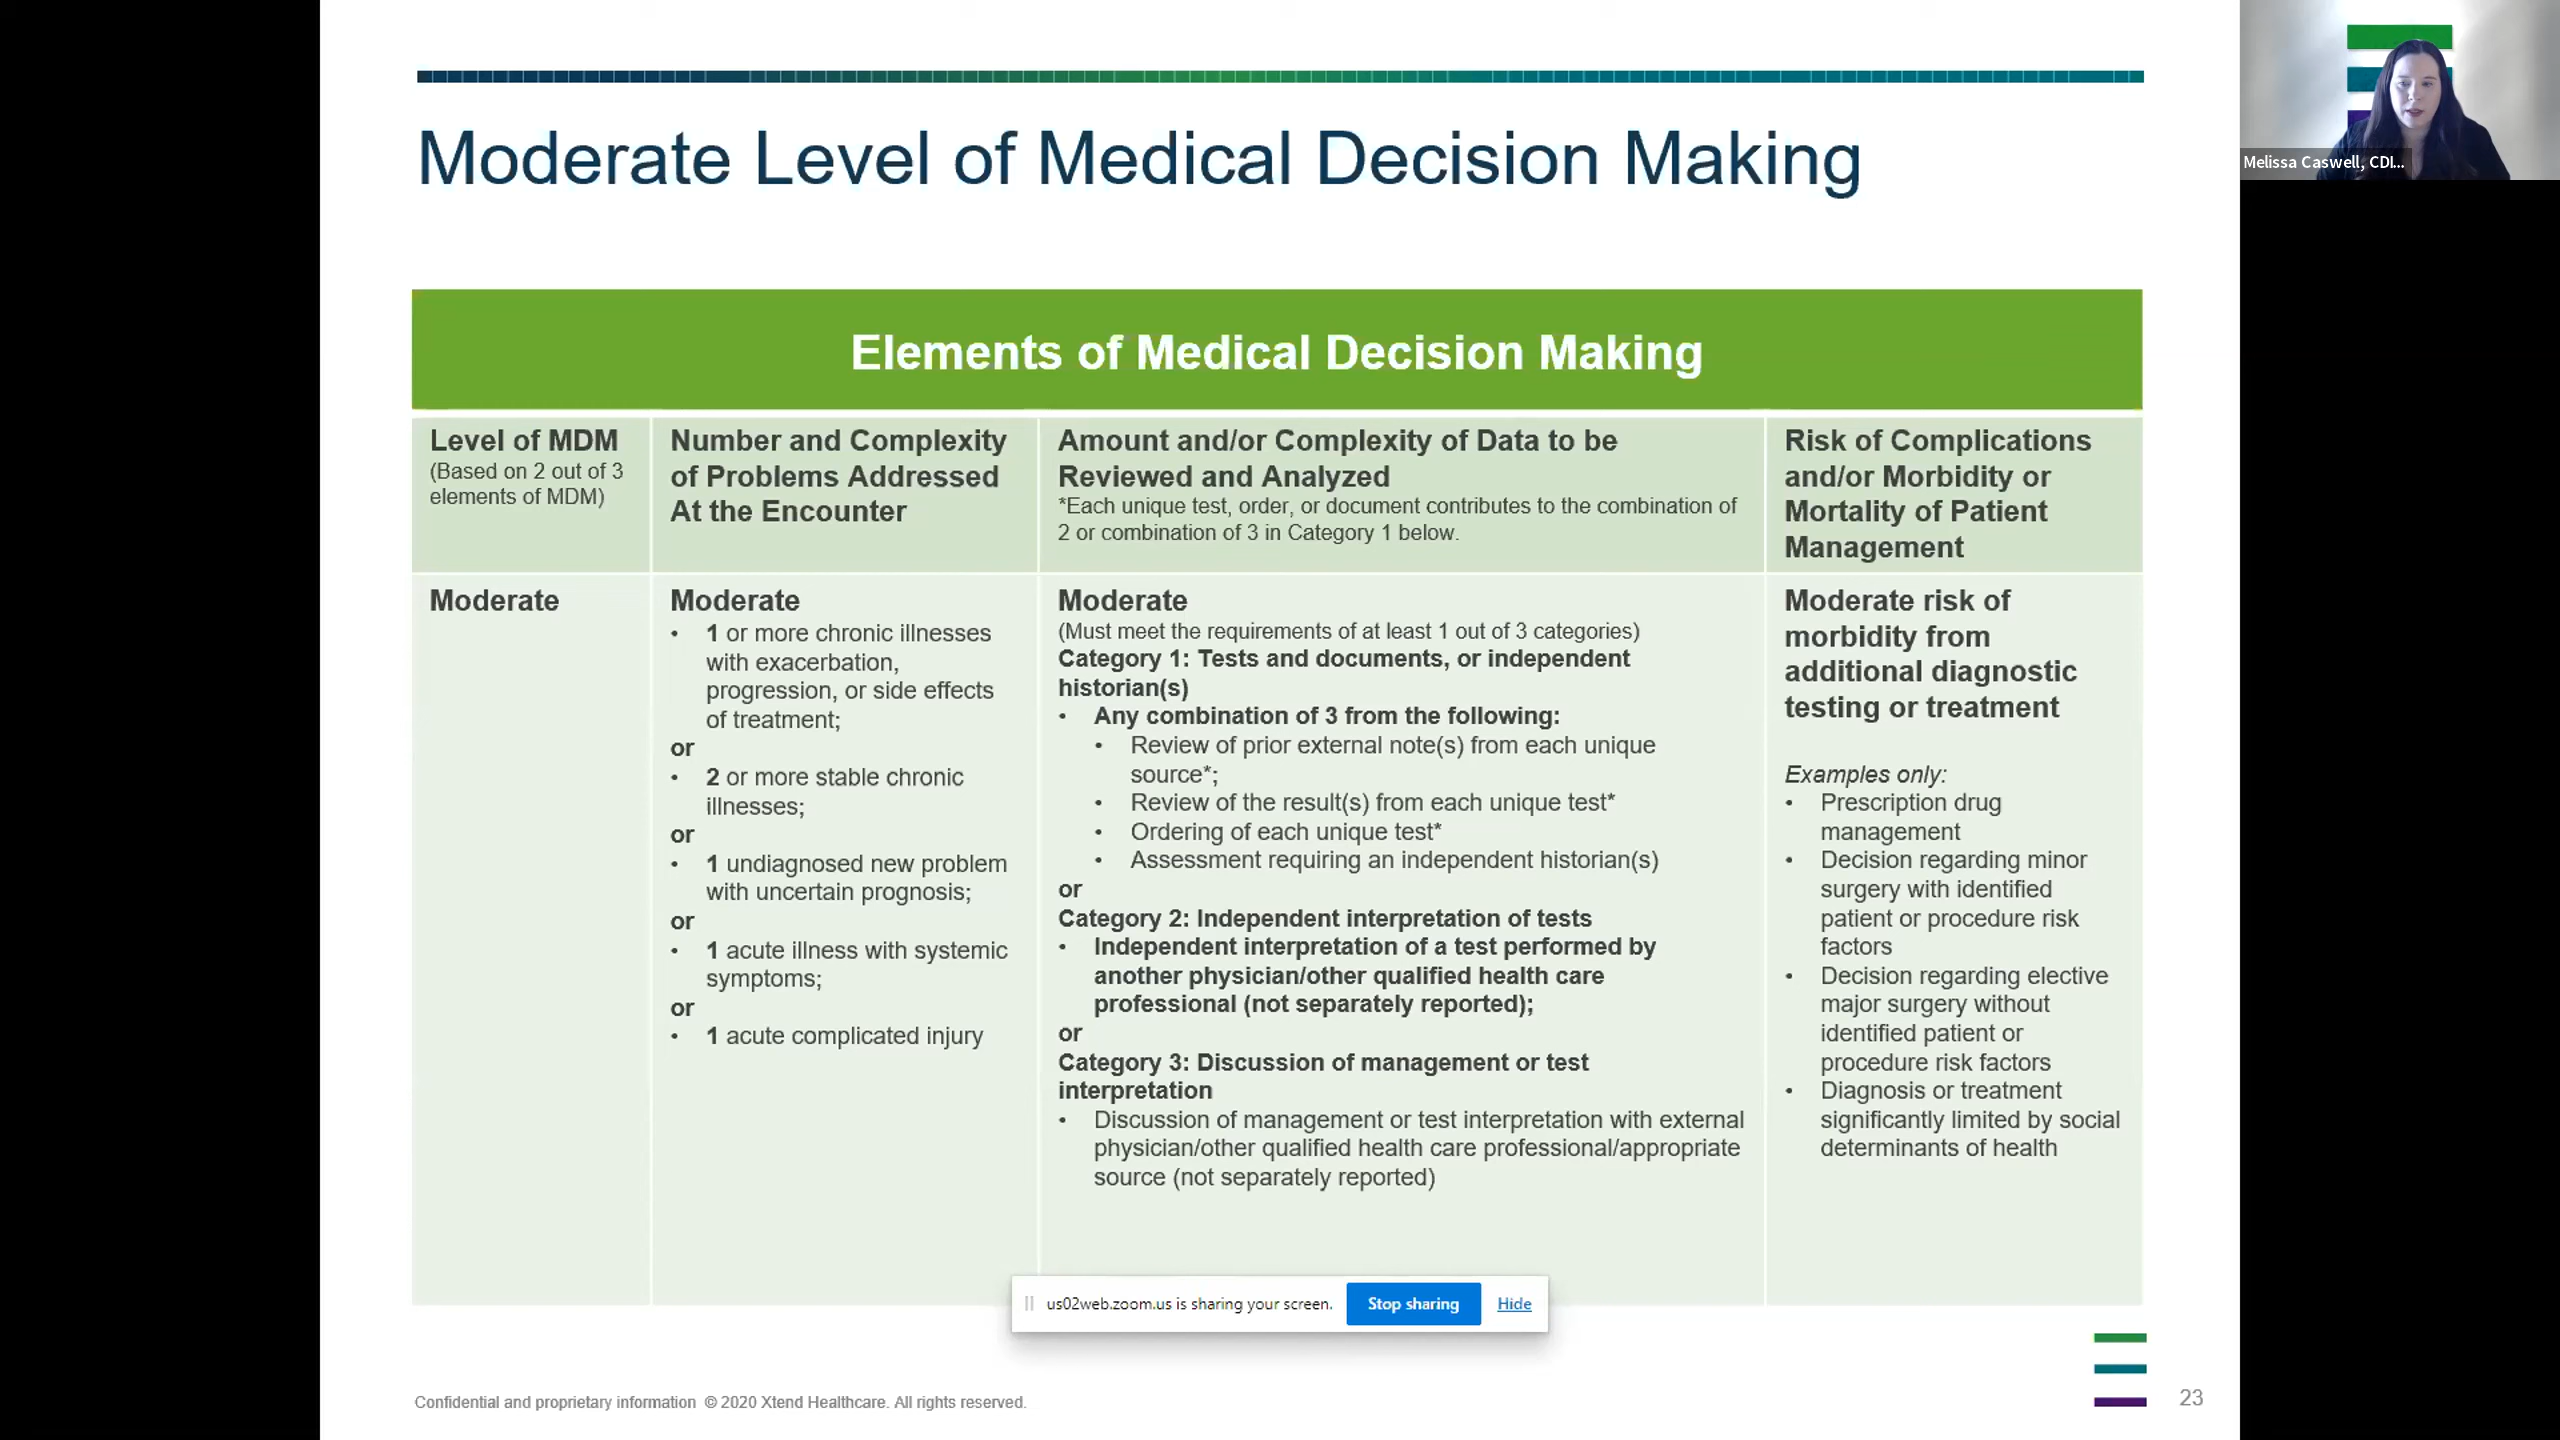 Moderate Level of Medical Decision Making
Melissa Caswell, CDI...
Elements of Medical Decision Making
Level of MDM
(Based on 2 out of 3
elements of MDM)
Number and Complexity
of Problems Addressed
At the Encounter
Amount and/or Complexity of Data to be
Reviewed and Analyzed
*Each unique test, order, or document contributes to the combination of
2 or combination of 3 in Category 1 below.
Risk of Complications
and/or Morbidity or
Mortality of Patient
Management
Moderate
Moderate
• 1 or more chronic illnesses
with exacerbation,
progression, or side effects
of treatment;
or
• 2 or more stable chronic
illnesses;
or
• 1 undiagnosed new problem
with uncertain prognosis;
or
• 1 acute illness with systemic
symptoms;
or
• 1 acute complicated injury
Moderate
(Must meet the requirements of at least 1 out of 3 categories)
Category 1: Tests and documents, or independent
historian(s)
• Any combination of 3 from the following:
• Review of prior external note(s) from each unique
source*;
• Review of the result(s) from each unique test*
• Ordering of each unique test*
• Assessment requiring an independent historian(s)
or
Category 2: Independent interpretation of tests
• Independent interpretation of a test performed by
another physician/other qualified health care
professional (not separately reported);
or
Category 3: Discussion of management or test
interpretation
• Discussion of management or test interpretation with external
physician/other qualified health care professional/appropriate
source (not separately reported)
Moderate risk of
morbidity from
additional diagnostic
testing or treatment
Examples only:
• Prescription drug
management
• Decision regarding minor
surgery with identified
patient or procedure risk
factors
• Decision regarding elective
major surgery without
identified patient or
procedure risk factors
• Diagnosis or treatment
significantly limited by social
determinants of health
us02web.zoom.us is sharing your screen. Stop sharing Hide
Confidential and proprietary information © 2020 Xtend Healthcare. All rights reserved.
23